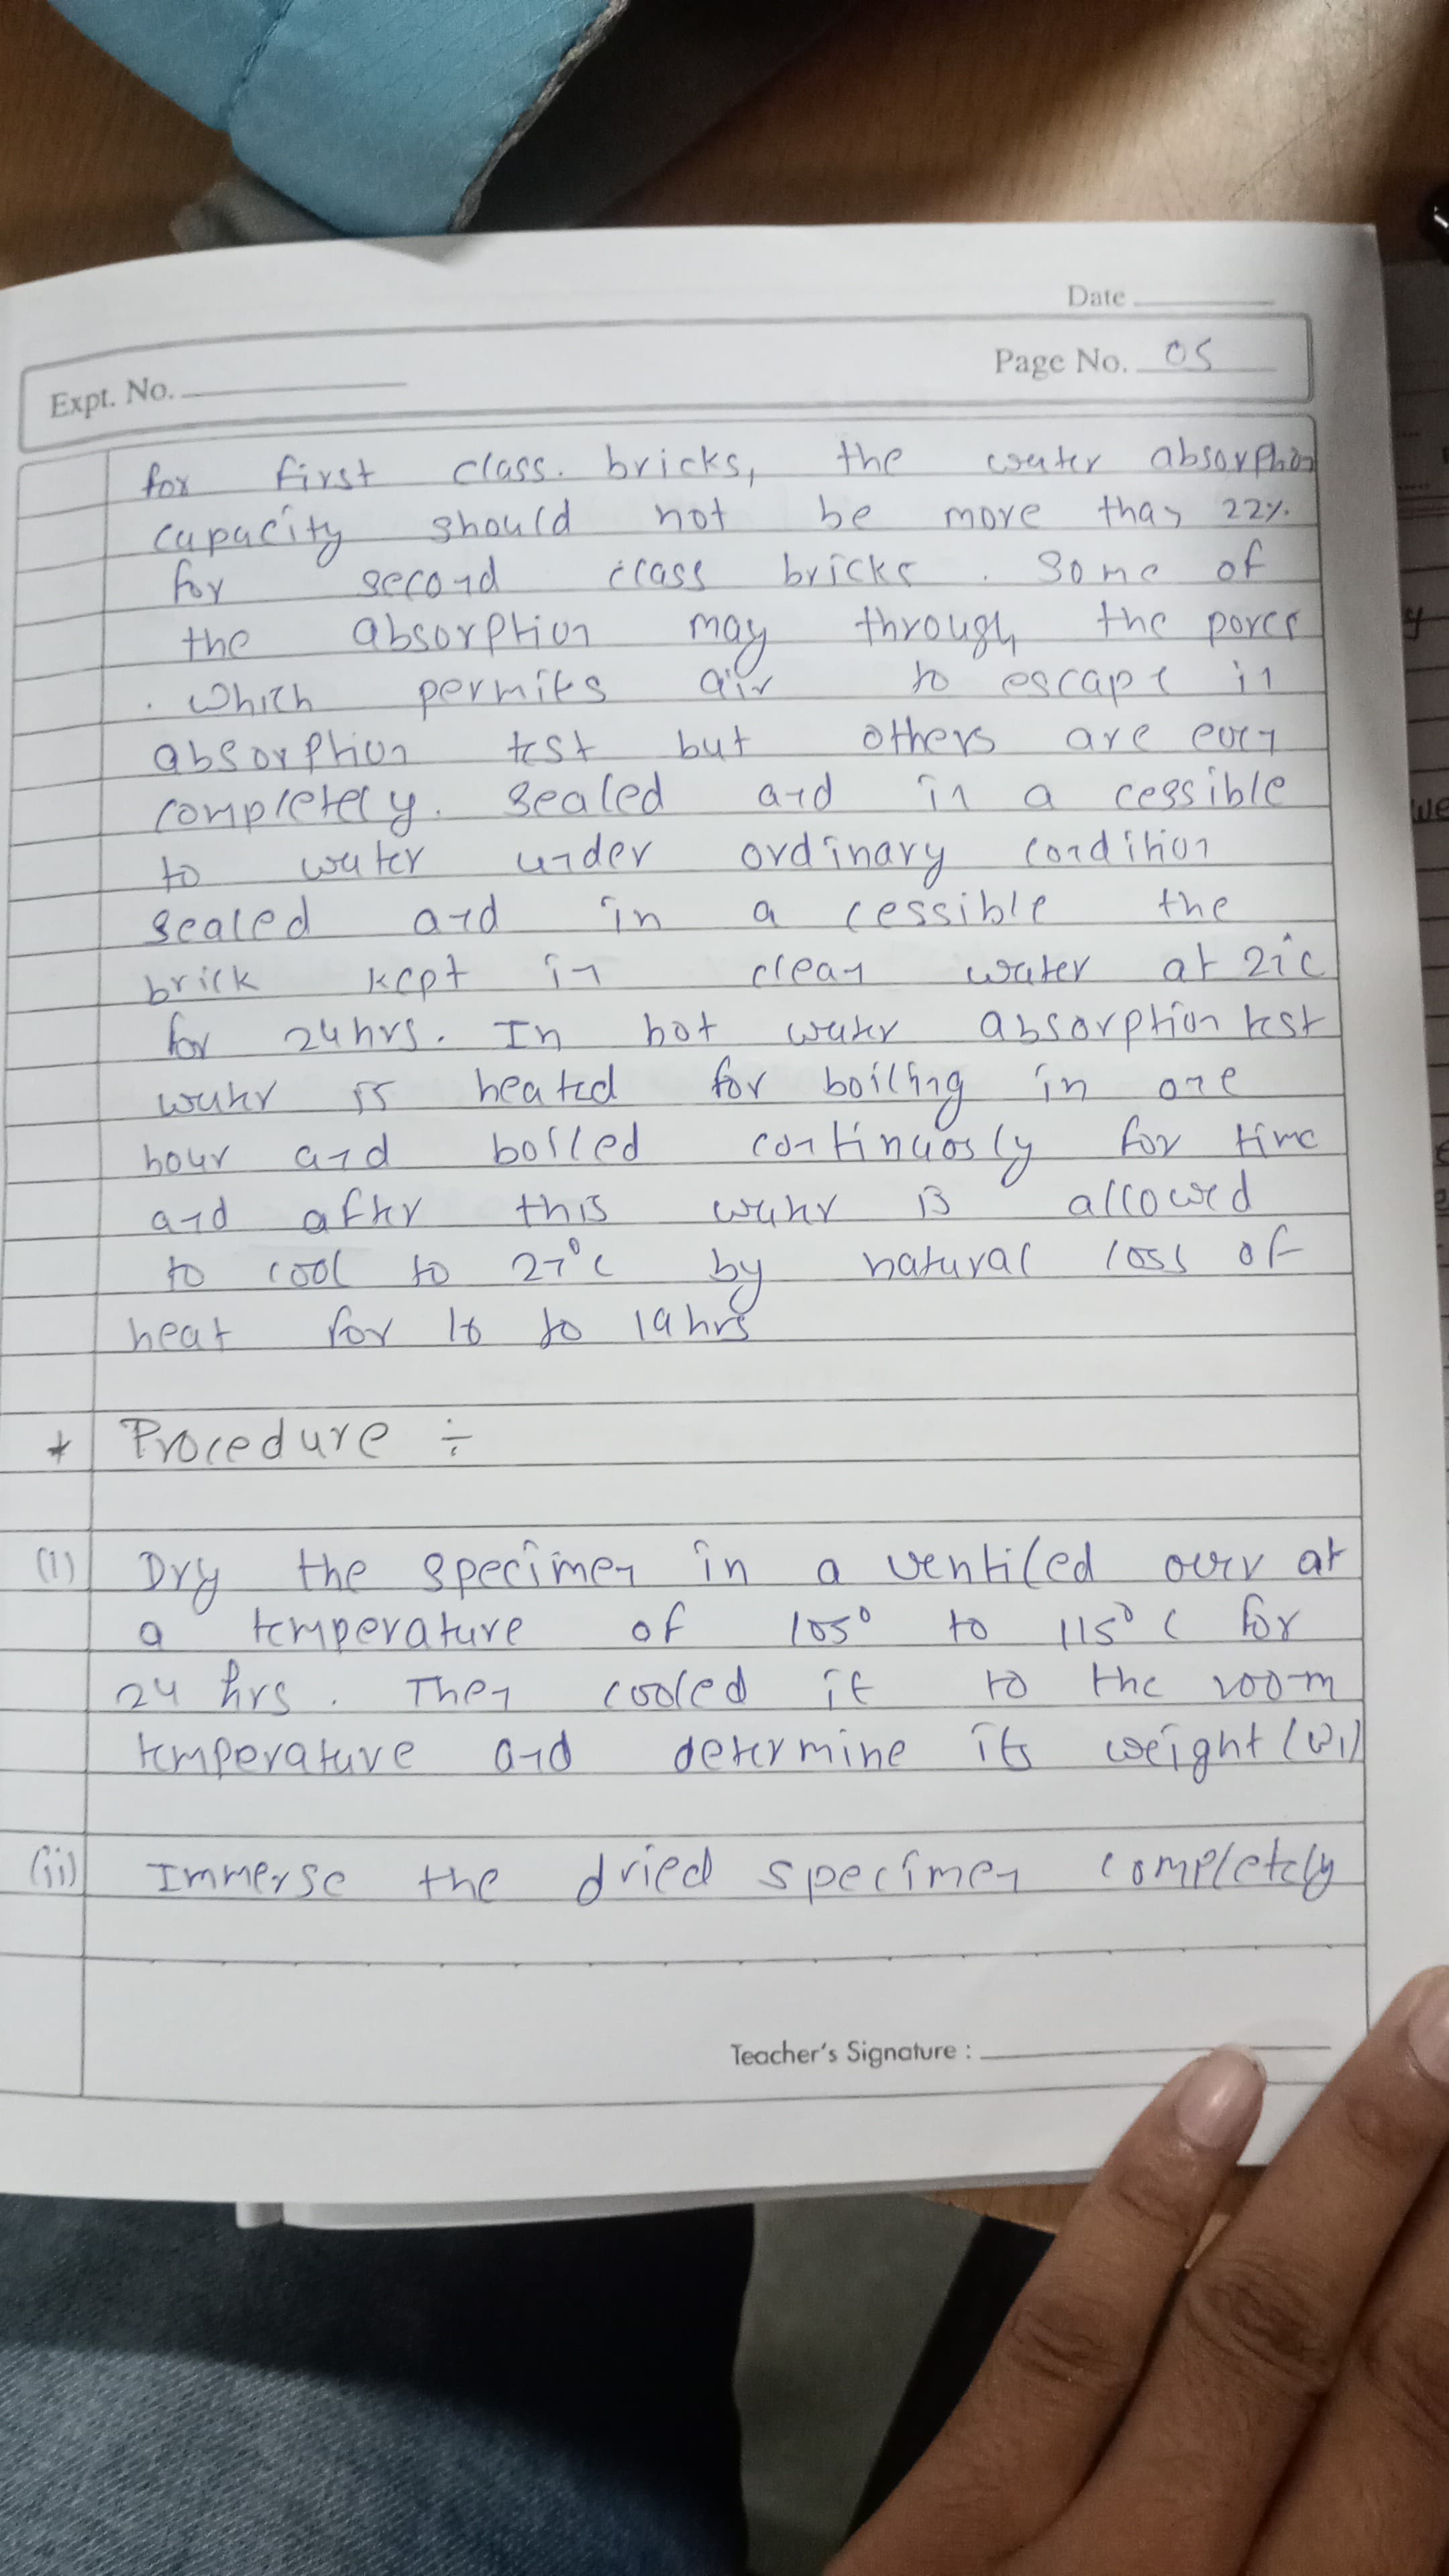 Date
Expt. No.
Page No. 05
for first class. bricks, the water absorption
capacity should not be more than 22%.
for second class bricks. Some of
the absorption may through the pores
. which permits air to escape in
absorption test but others are even
completely. sealed and in a cessible
to water under ordinary condition
sealed and in a cessible the
brick kept in clean water at
for 24hrs. In hot water absorption test
water is heated for boiling in one
hour and boiled continuosly for time
and after this water is allowed
to cool to 27°c by natural loss of
heat for 16 to 19hrs
* Procedure ÷
(i) Dry the specimen in a ventiled at
a temperature of 105° to 115°c for
24 hrs. Then cooled it to the room
temperature and determine its weight (W1)
(ii) Immerse the dried specimen completely
Teacher's Signature :